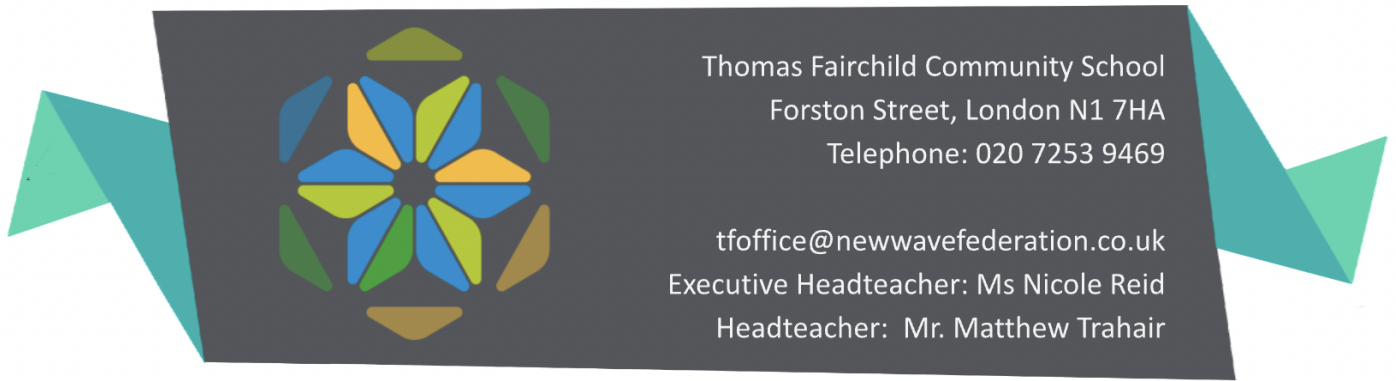 Thomas Fairchild Community School
Forston Street, London N1 7HA
Telephone: 020 7253 9469
tfoffice@newwavefederation.co.uk
Executive Headteacher: Ms Nicole Reid
Headteacher:  Mr. Matthew Trahair